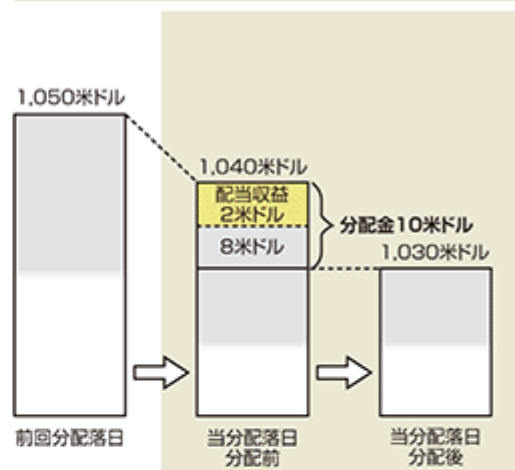 1,050米ドル
1,040米ドル
配当収益
2米ドル
8米ドル
分配金10米ドル
1,030米ドル
前回分配落日
当分配落日
分配前
当分配落日
分配後